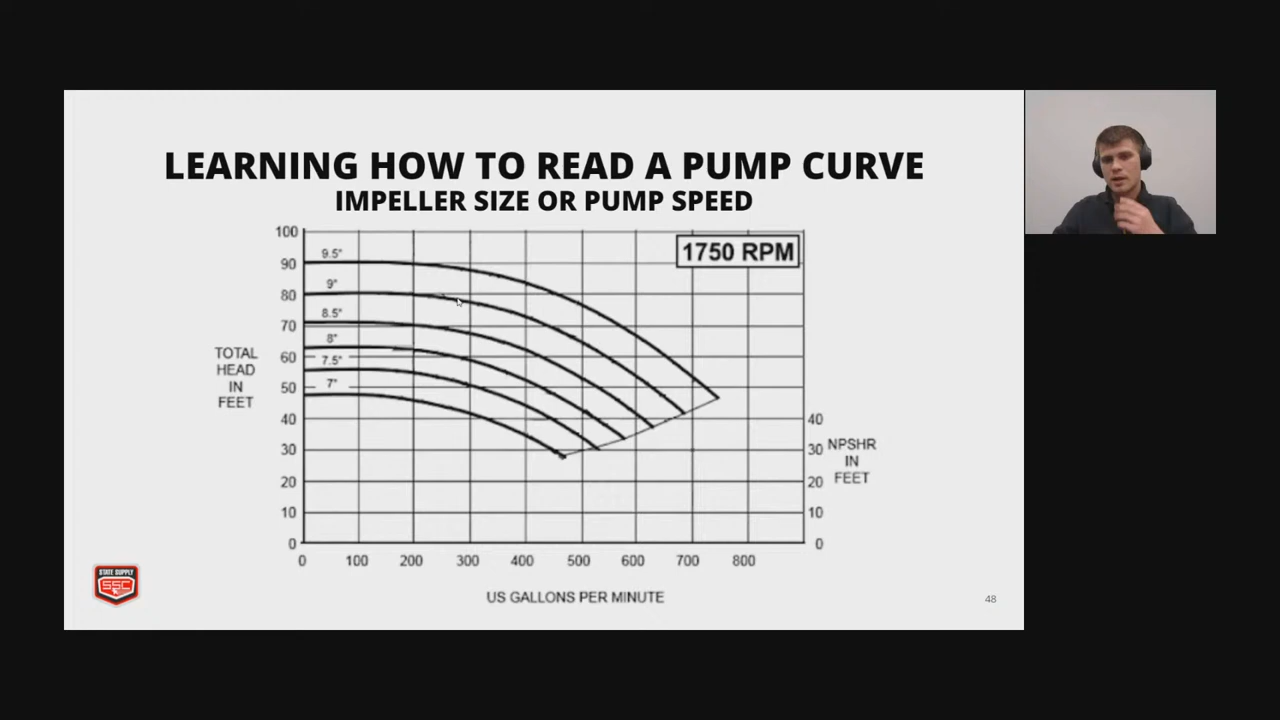 LEARNING HOW TO READ A PUMP CURVE
IMPELLER SIZE OR PUMP SPEED
1750 RPM
100
90
80
70
60
50
40
30
20
10
0
9.5"
9"
8.5"
8"
7.5"
7"
TOTAL
HEAD
IN
FEET
40
30
20
10
0
NPSHR
IN
FEET
0 100 200 300 400 500 600 700 800
US GALLONS PER MINUTE
STATE SUPPLY
SSC
48